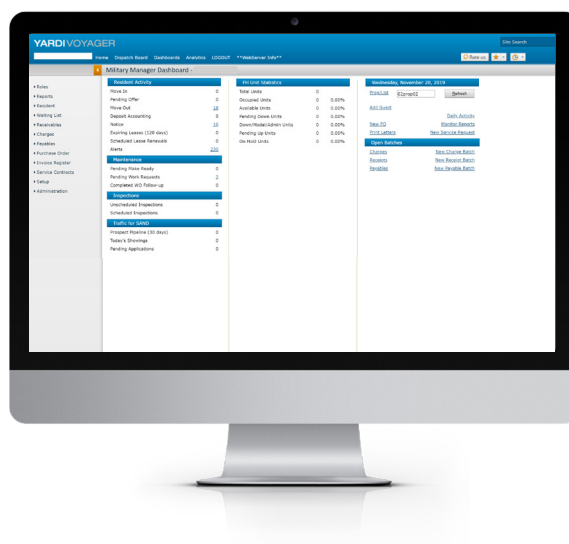 YARDI VOYAGER
Site Search
Home Dispatch Board Dashboards Analytics LOGOUT **WebServer Info**
Rate us
Military Manager Dashboard -
Roles
Reports
Resident
Waiting List
Receivables
Charges
Payables
Purchase Order
Invoice Register
Service Contracts
Setup
Administration
Resident Activity
Move In 0
Pending Offer 0
Move Out 18
Deposit Accounting 0
Notice
Expiring Leases (120 days) 0
Scheduled Lease Renewals 0
Alerts
Maintenance
Pending Make Ready 0
Pending Work Requests 2
Completed WO Follow-up 0
Inspections
Unscheduled Inspections 0
Scheduled Inspections 0
Traffic for SAND
Prospect Pipeline (30 days) 0
Today's Showings 0
Pending Applications 0
FH Unit Statistics
Total Units 0
Occupied Units 0 0.00%
Available Units 0 0.00%
Pending Down Units 0 0.00%
Down/Model/Admin Units 0 0.00%
Pending Up Units 0 0.00%
On Hold Units 0 0.00%
Wednesday, November 20, 2019
Prop/List Refresh
Add Guest
Daily Activity
New PO Monitor Reports
Print Letters New Service Request
Open Batches
Charges New Charge Batch
Receipts New Receipt Batch
Payables New Payable Batch